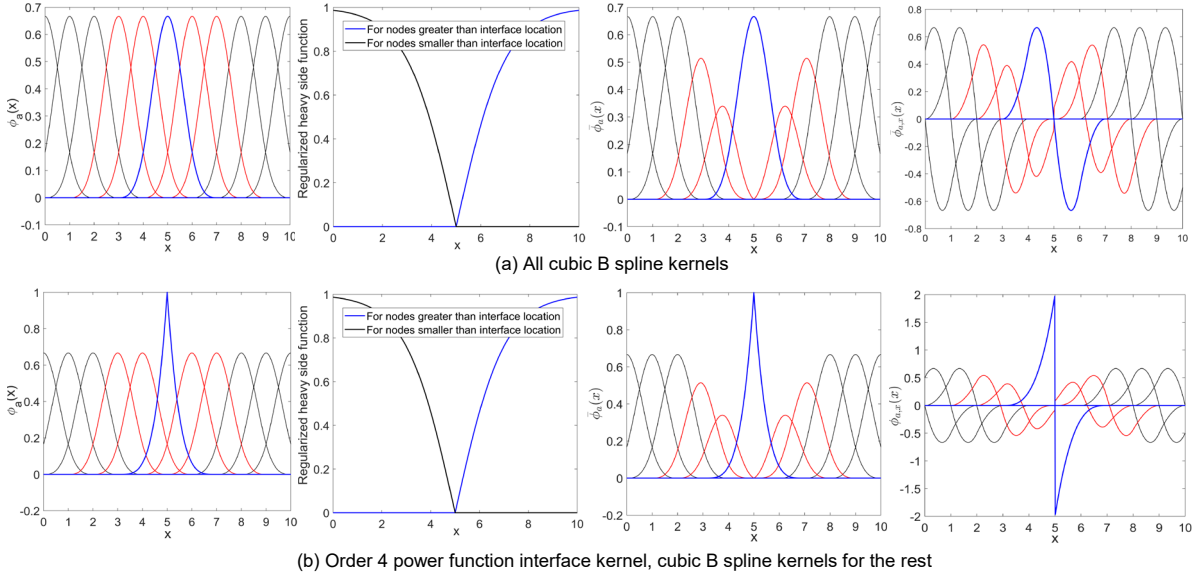 0.7
0.6
0.5
0.4
0.3
0.2
0.1
0
-0.1
ϕₐ(x)
0 1 2 3 4 5 6 7 8 9 10
x
1
0.8
0.6
0.4
0.2
0
Regularized heavy side function
For nodes greater than interface location
For nodes smaller than interface location
0 2 4 6 8 10
x
0.7
0.6
0.5
0.4
0.3
0.2
0.1
0
-0.1
ϕ̄ₐ(x)
0 1 2 3 4 5 6 7 8 9 10
x
0.8
0.6
0.4
0.2
0
-0.2
-0.4
-0.6
-0.8
ϕ̄ₐ,ₓ(x)
0 1 2 3 4 5 6 7 8 9 10
x
(a) All cubic B spline kernels
1
0.8
0.6
0.4
0.2
0
-0.2
ϕₐ(x)
0 1 2 3 4 5 6 7 8 9 10
x
1
0.8
0.6
0.4
0.2
0
Regularized heavy side function
For nodes greater than interface location
For nodes smaller than interface location
0 2 4 6 8 10
x
1
0.8
0.6
0.4
0.2
0
-0.2
ϕ̄ₐ(x)
0 1 2 3 4 5 6 7 8 9 10
x
2
1.5
1
0.5
0
-0.5
-1
-1.5
-2
ϕₐ,ₓ(x)
0 1 2 3 4 5 6 7 8 9 10
x
(b) Order 4 power function interface kernel, cubic B spline kernels for the rest